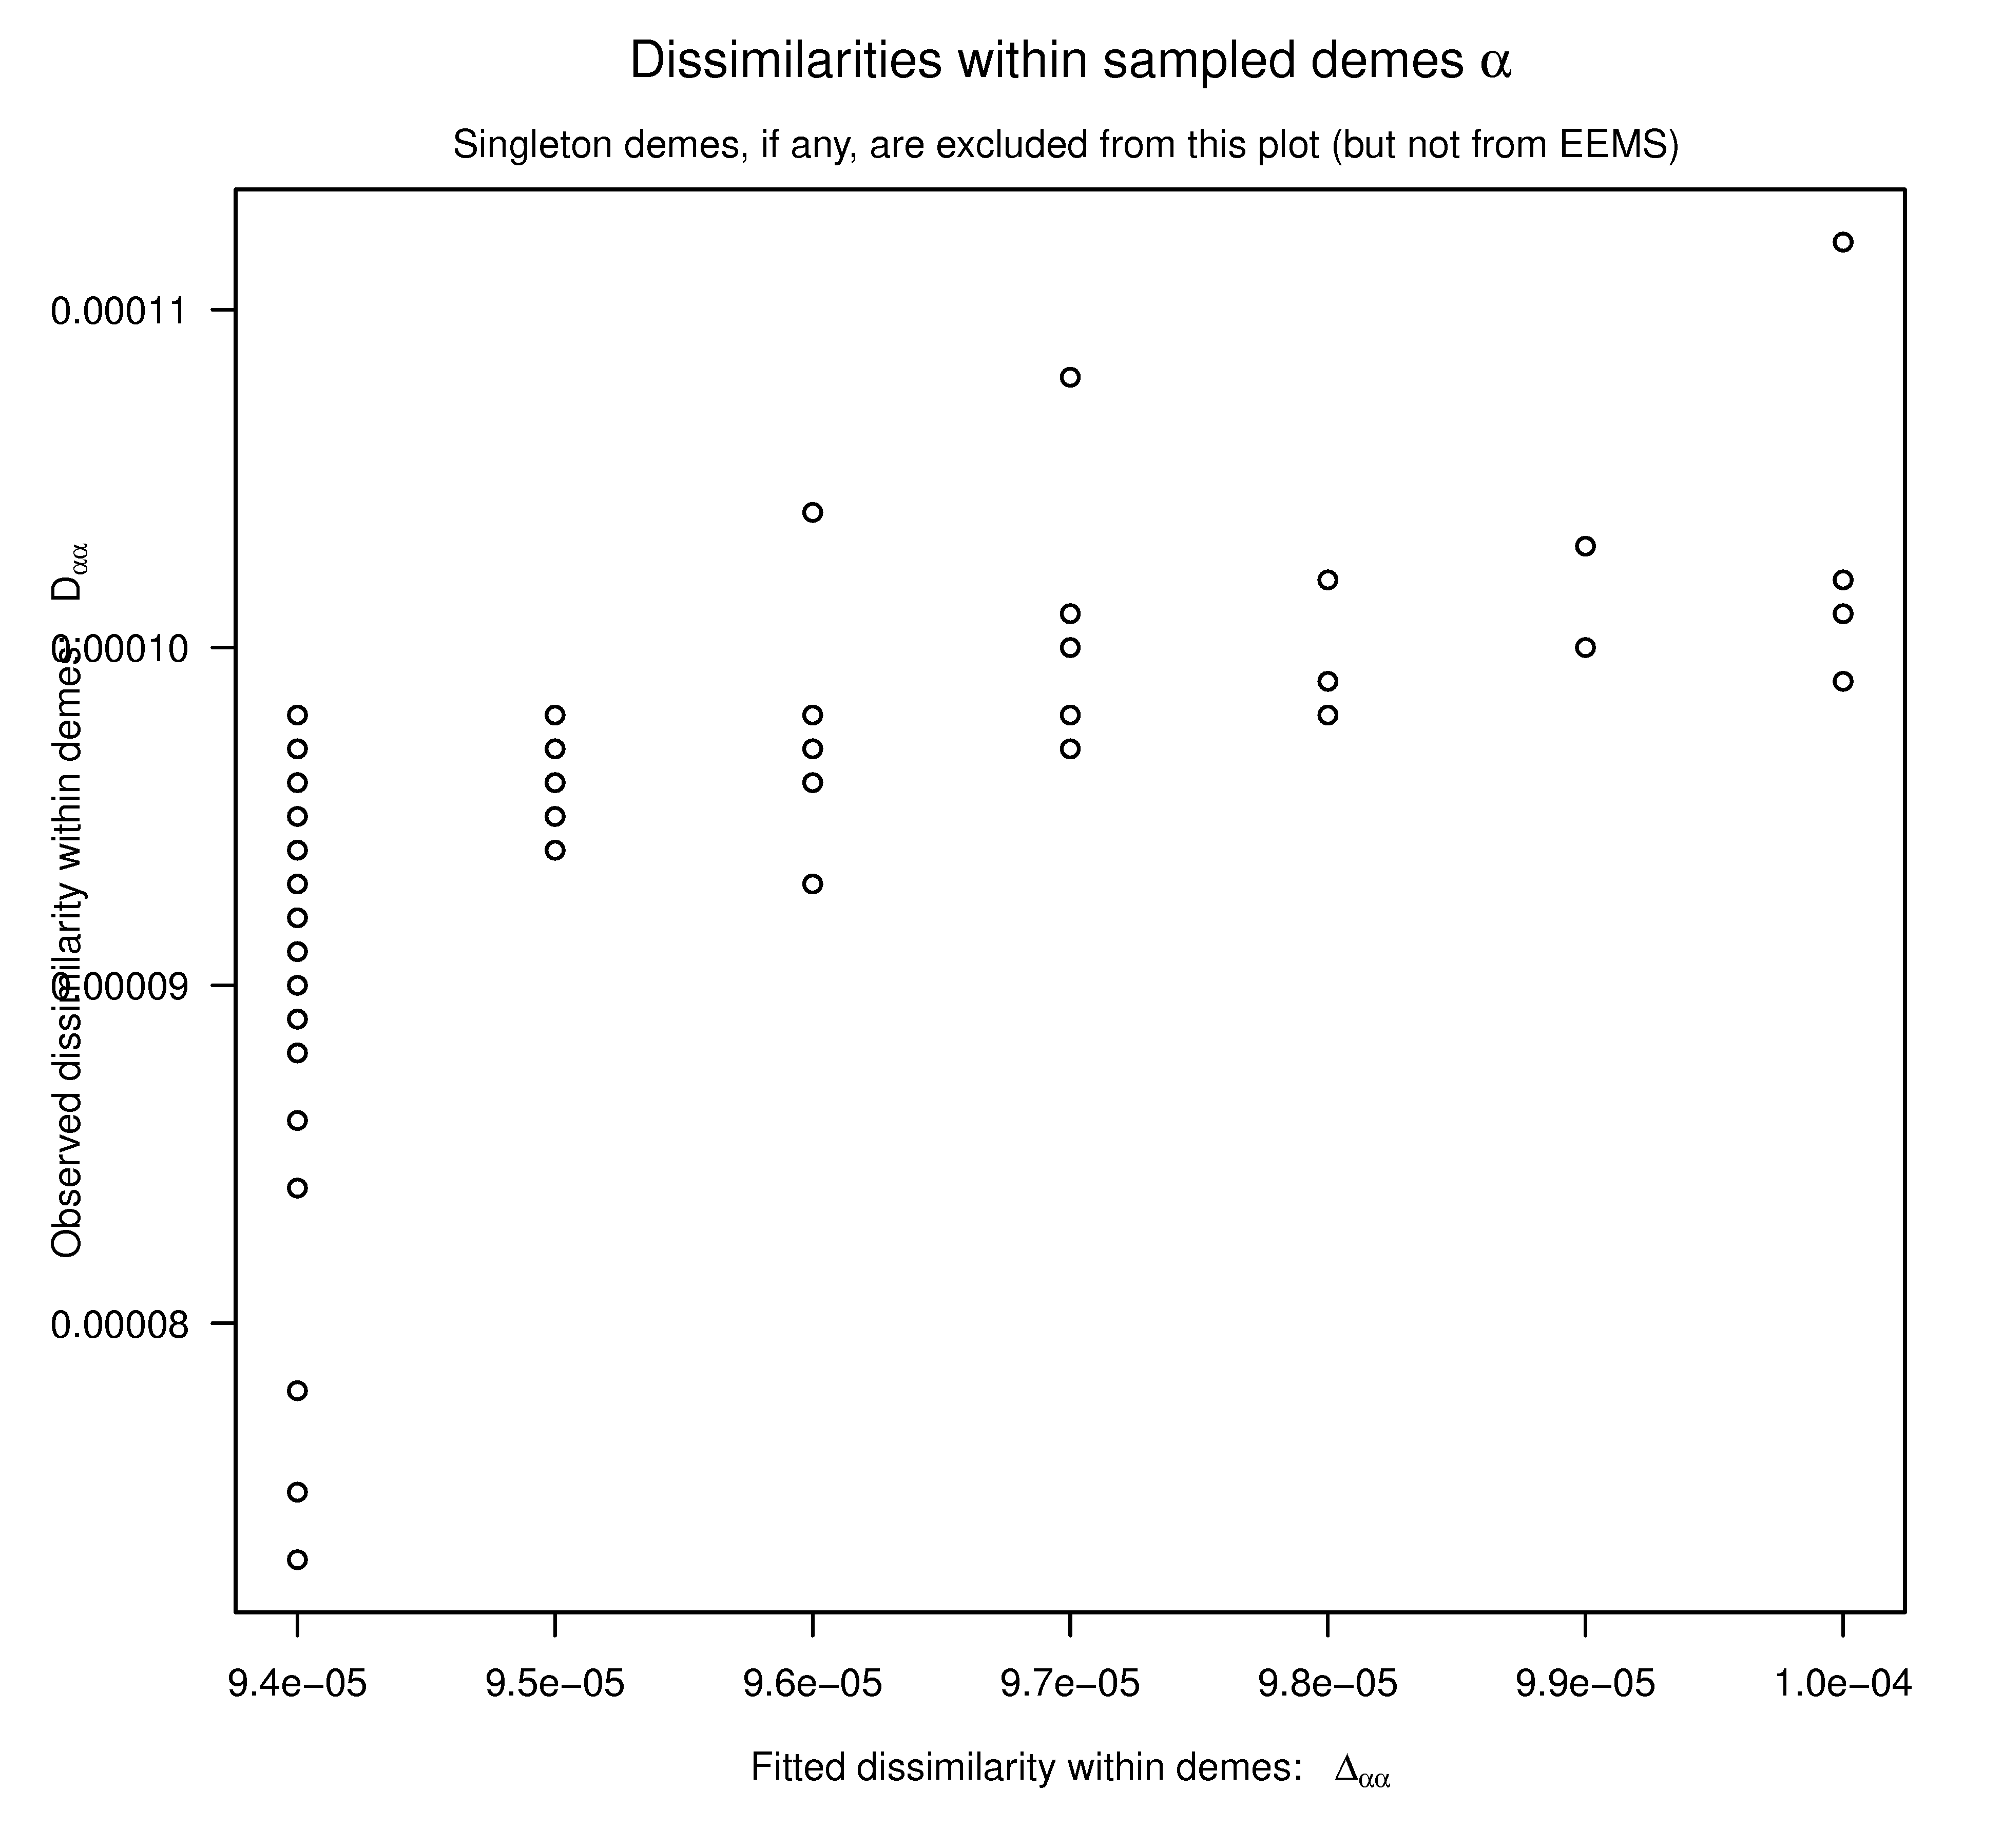 Dissimilarities within sampled demes α
Singleton demes, if any, are excluded from this plot (but not from EEMS)
Observed dissimilarity within demes: Dαα
0.00011
0.00010
0.00009
0.00008
9.4e−05 9.5e−05 9.6e−05 9.7e−05 9.8e−05 9.9e−05 1.0e−04
Fitted dissimilarity within demes: Δαα